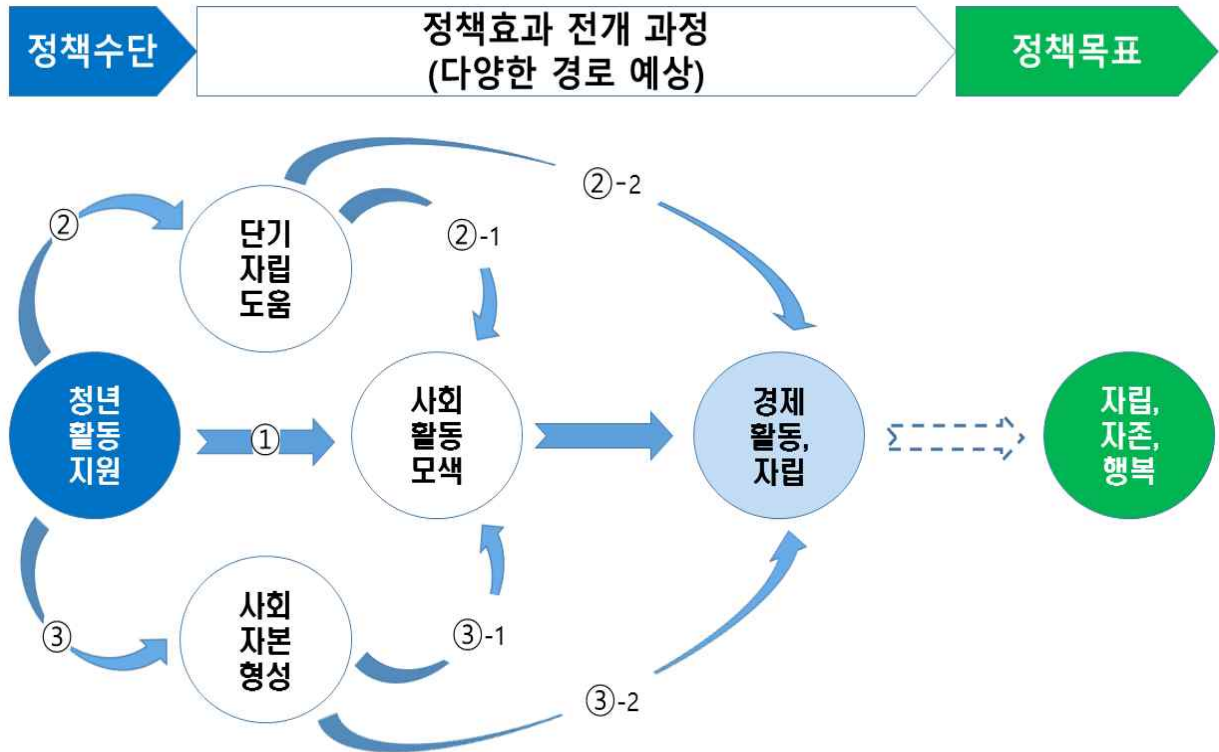 정책수단
정책효과 전개 과정
(다양한 경로 예상)
정책목표
②
단기
자립
도움
②-1
②-2
청년
활동
지원
①
사회
활동
모색
경제
활동,
자립
자립,
자존,
행복
③
사회
자본
형성
③-1
③-2